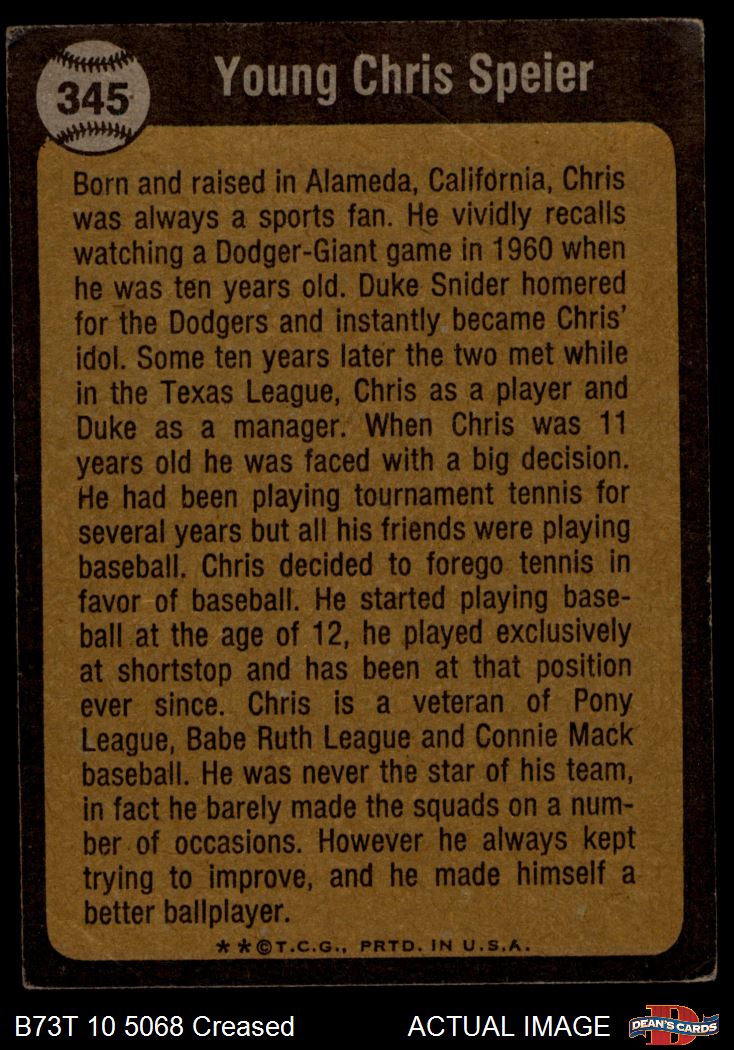 345
Young Chris Speier
Born and raised in Alameda, California, Chris
was always a sports fan. He vividly recalls
watching a Dodger-Giant game in 1960 when
he was ten years old. Duke Snider homered
for the Dodgers and instantly became Chris'
idol. Some ten years later the two met while
in the Texas League, Chris as a player and
Duke as a manager. When Chris was 11
years old he was faced with a big decision.
He had been playing tournament tennis for
several years but all his friends were playing
baseball. Chris decided to forego tennis in
favor of baseball. He started playing base-
ball at the age of 12, he played exclusively
at shortstop and has been at that position
ever since. Chris is a veteran of Pony
League, Babe Ruth League and Connie Mack
baseball. He was never the star of his team,
in fact he barely made the squads on a num-
ber of occasions. However he always kept
trying to improve, and he made himself a
better ballplayer.
**©T.C.G., PRTD. IN U.S.A.
B73T 10 5068 Creased
ACTUAL IMAGE
D
DEAN'S CARDS